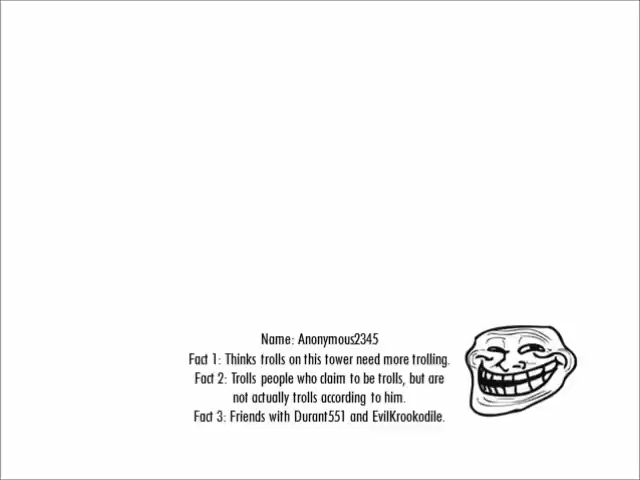 Name: Anonymous2345
Fact 1: Thinks trolls on this tower need more trolling.
Fact 2: Trolls people who claim to be trolls, but are
not actually trolls according to him.
Fact 3: Friends with Durant551 and EvilKrookodile.